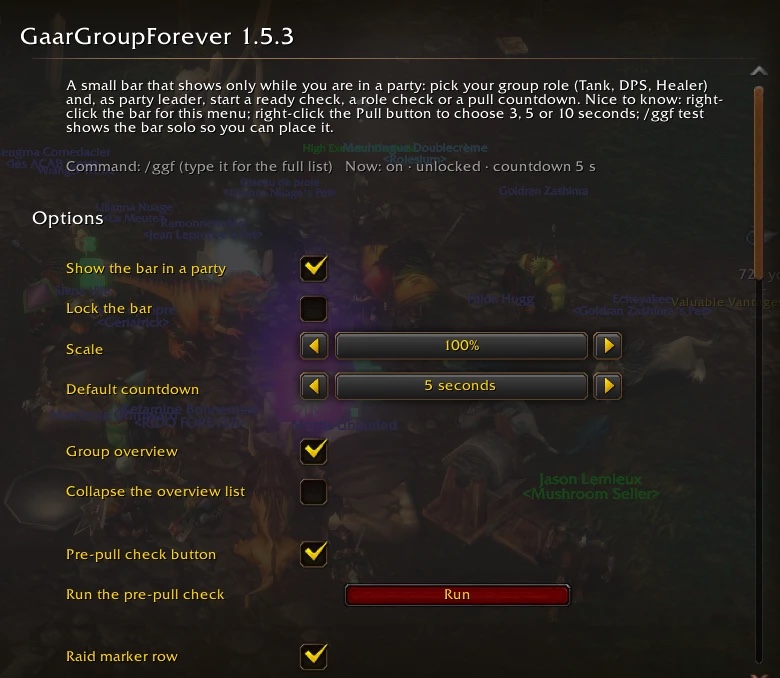 GaarGroupForever 1.5.3
A small bar that shows only while you are in a party: pick your group role (Tank, DPS, Healer)
and, as party leader, start a ready check, a role check or a pull countdown. Nice to know: right-
click the bar for this menu; right-click the Pull button to choose 3, 5 or 10 seconds; /ggf test
shows the bar solo so you can place it.
Command: /ggf (type it for the full list) Now: on · unlocked · countdown 5 s
Options
Show the bar in a party
Lock the bar
Scale
100%
Default countdown
5 seconds
Group overview
Collapse the overview list
Jason Lemieux
<Mushroom Seller>
Pre-pull check button
Run the pre-pull check
Run
Raid marker row